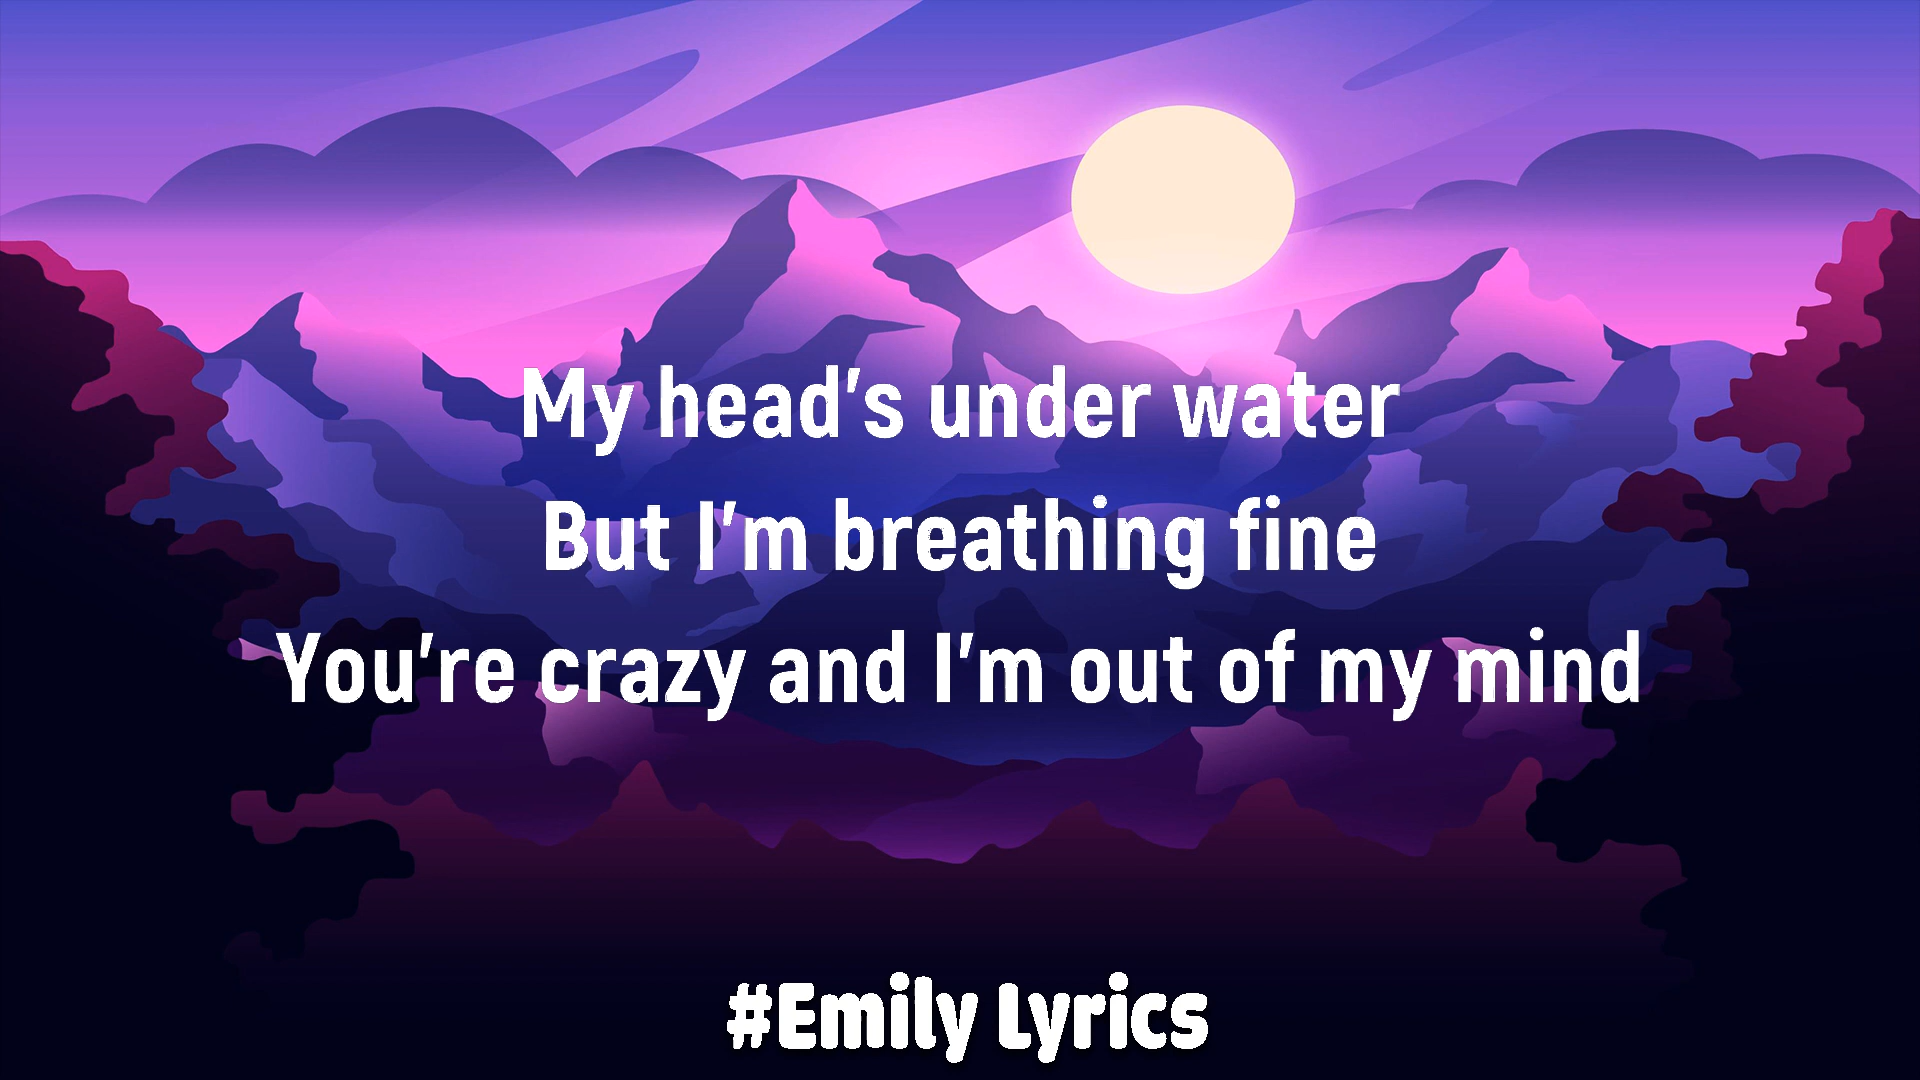 My head's under water
But I'm breathing fine
You're crazy and I'm out of my mind
#Emily Lyrics